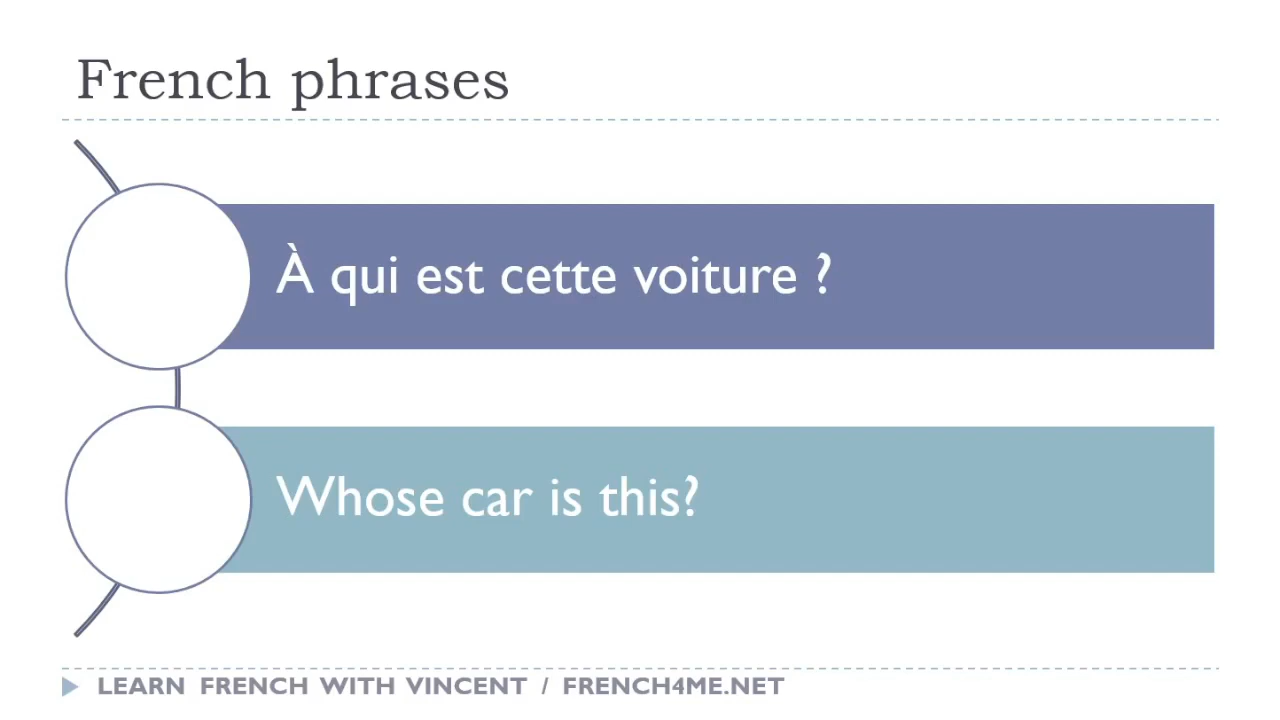 French phrases
À qui est cette voiture ?
Whose car is this?
LEARN FRENCH WITH VINCENT / FRENCH4ME.NET